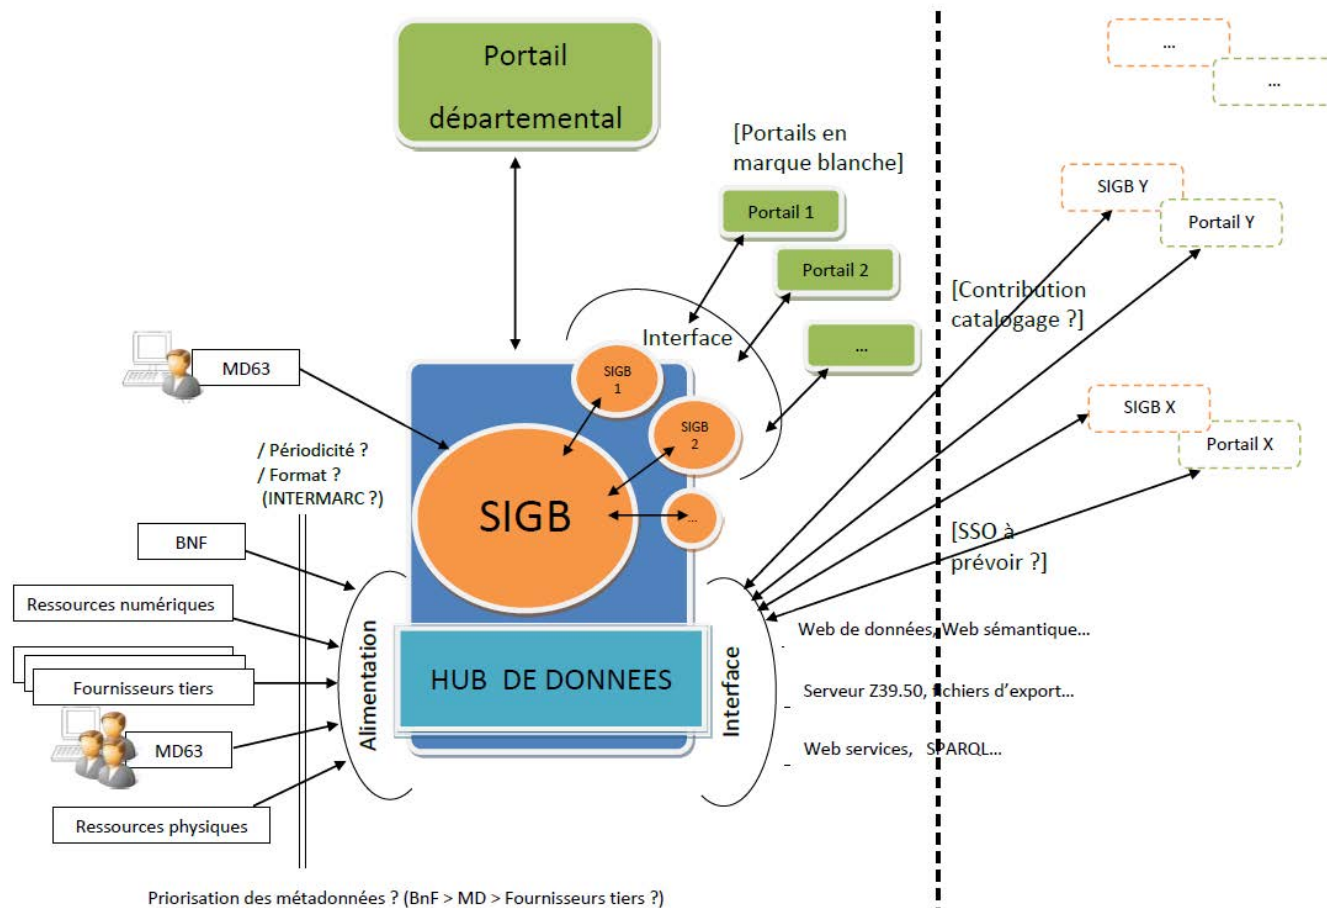 Portail
départemental
...
...
[Portails en
marque blanche]
SIGB Y
Portail 1
Portail Y
Portail 2
[Contribution
catalogage ?]
Interface
...
MD63
SIGB
1
SIGB X
SIGB
2
Portail X
/ Périodicité ?
/ Format ?
(INTERMARC ?)
SIGB
...
[SSO à
prévoir ?]
BNF
Ressources numériques
Fournisseurs tiers
MD63
Ressources physiques
Alimentation
HUB DE DONNEES
Interface
Web de données, Web sémantique...
Serveur Z39.50, fichiers d'export...
Web services, SPARQL...
Priorisation des métadonnées ? (BnF > MD > Fournisseurs tiers ?)